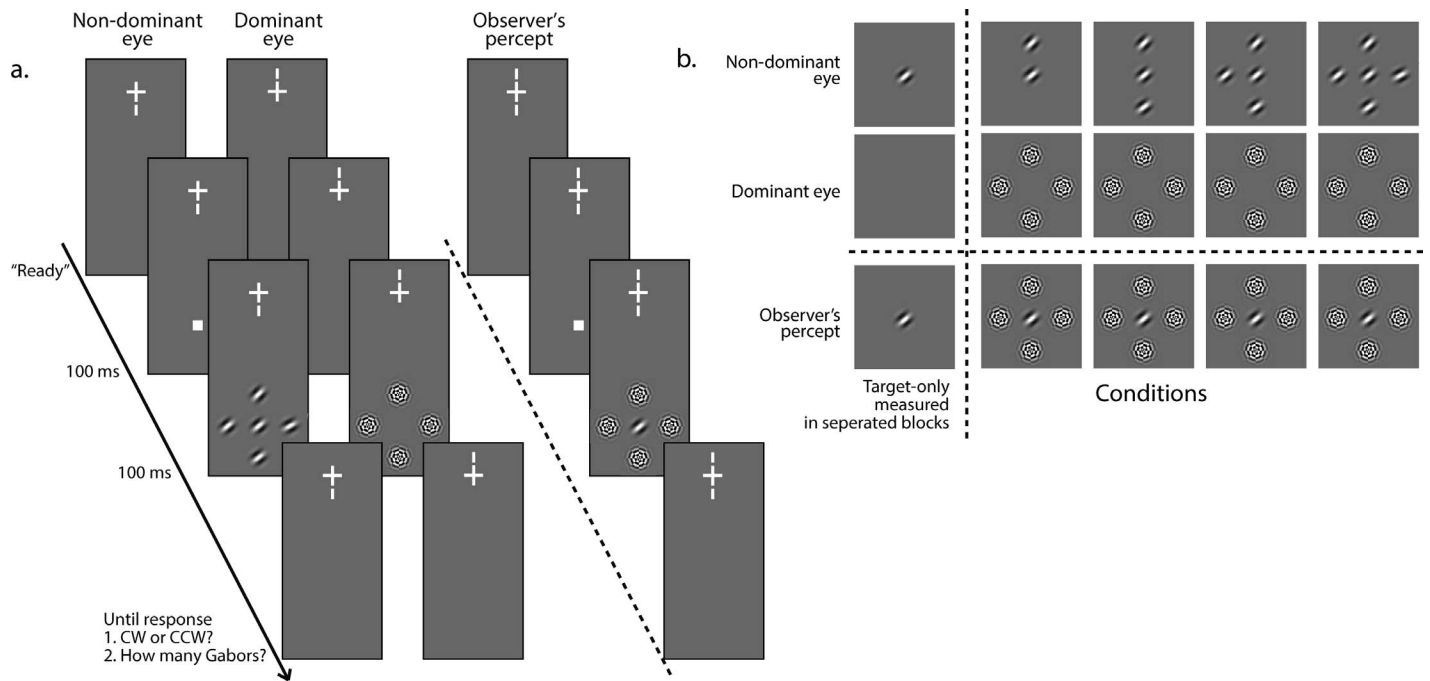 a.
Non-dominant
eye
Dominant
eye
Observer's
percept
"Ready"
100 ms
100 ms
Until response
1. CW or CCW?
2. How many Gabors?
b.
Non-dominant
eye
Dominant eye
Observer's
percept
Target-only
measured
in seperated blocks
Conditions